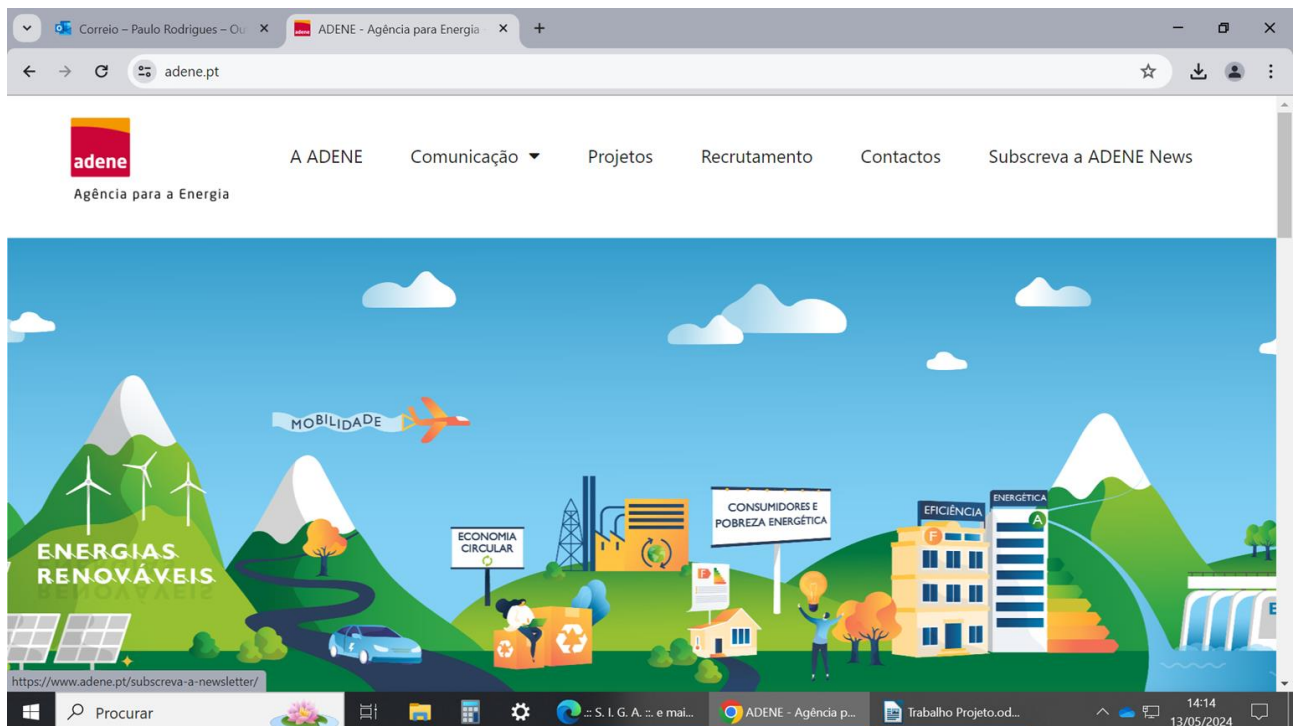 Correio – Paulo Rodrigues – Ou
ADENE - Agência para Energia
adene.pt
adene
Agência para a Energia
A ADENE
Comunicação
Projetos
Recrutamento
Contactos
Subscreva a ADENE News
MOBILIDADE
ENERGIAS
RENOVÁVEIS
ECONOMIA
CIRCULAR
CONSUMIDORES E
POBREZA ENERGÉTICA
EFICIÊNCIA
ENERGÉTICA
F
A
F
E
https://www.adene.pt/subscreva-a-newsletter/
Procurar
.:: S. I. G. A. ::. e mai...
ADENE - Agência p...
Trabalho Projeto.od...
14:14
13/05/2024